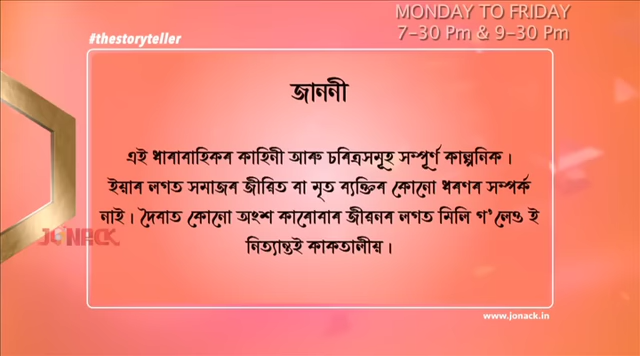 MONDAY TO FRIDAY
7-30 Pm & 9-30 Pm
#thestoryteller
জাননী
এই ধাৰাবাহিকৰ কাহিনী আৰু চৰিত্ৰসমূহ সম্পূৰ্ণ কাল্পনিক।
ইয়াৰ লগত সমাজৰ জীৱিত বা মৃত ব্যক্তিৰ কোনো ধৰণৰ সম্পৰ্ক
নাই। দৈৱাত কোনো অংশ কাৰোবাৰ জীৱনৰ লগত মিলি গ'লেও ই
নিত্যান্তই কাকতালীয়।
JONACK
www.jonack.in